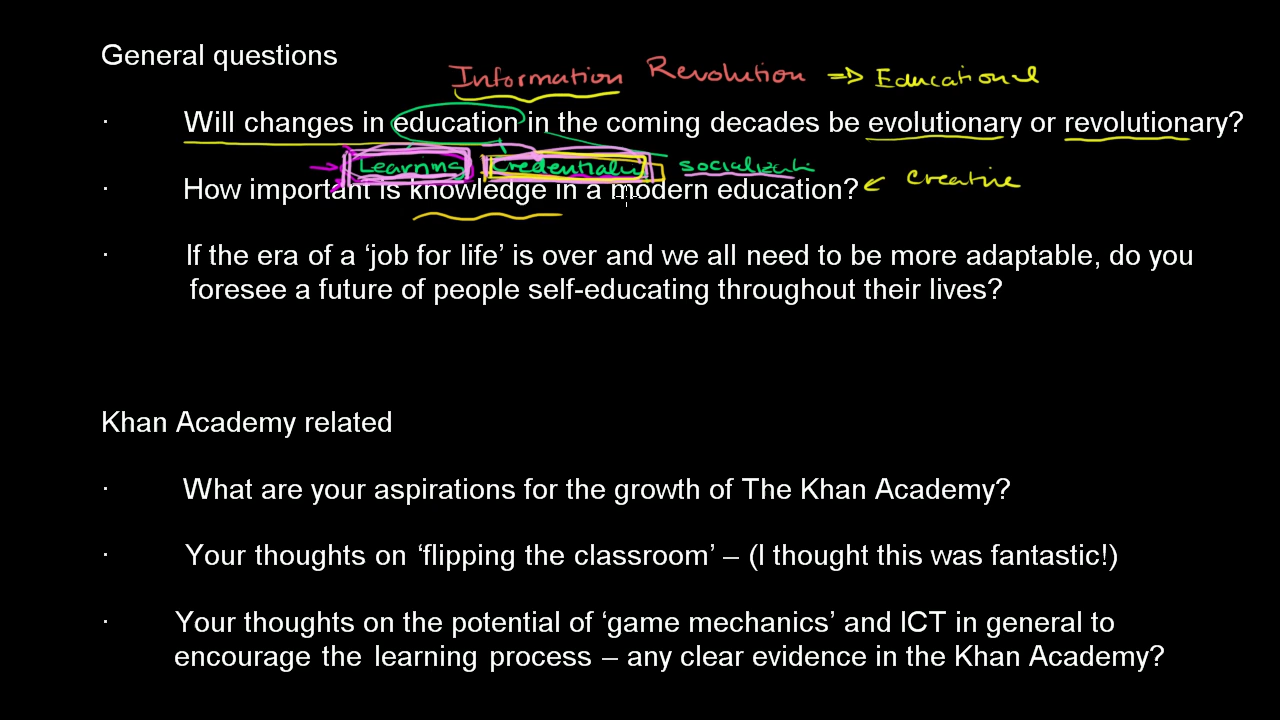 General questions
Information Revolution => Educational
· Will changes in education in the coming decades be evolutionary or revolutionary?
Learning Credentialing socializati
· How important is knowledge in a modern education? ← Creative
· If the era of a ‘job for life’ is over and we all need to be more adaptable, do you
foresee a future of people self-educating throughout their lives?
Khan Academy related
· What are your aspirations for the growth of The Khan Academy?
· Your thoughts on ‘flipping the classroom’ – (I thought this was fantastic!)
· Your thoughts on the potential of ‘game mechanics’ and ICT in general to
encourage the learning process – any clear evidence in the Khan Academy?